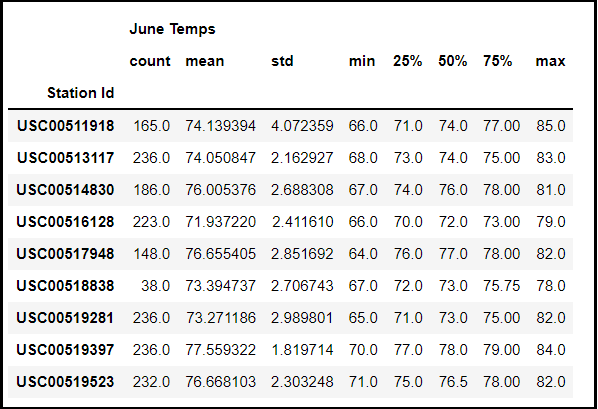 June Temps
count mean std min 25% 50% 75% max
Station Id
USC00511918 165.0 74.139394 4.072359 66.0 71.0 74.0 77.00 85.0
USC00513117 236.0 74.050847 2.162927 68.0 73.0 74.0 75.00 83.0
USC00514830 186.0 76.005376 2.688308 67.0 74.0 76.0 78.00 81.0
USC00516128 223.0 71.937220 2.411610 66.0 70.0 72.0 73.00 79.0
USC00517948 148.0 76.655405 2.851692 64.0 76.0 77.0 78.00 82.0
USC00518838 38.0 73.394737 2.706743 67.0 72.0 73.0 75.75 78.0
USC00519281 236.0 73.271186 2.989801 65.0 71.0 73.0 75.00 82.0
USC00519397 236.0 77.559322 1.819714 70.0 77.0 78.0 79.00 84.0
USC00519523 232.0 76.668103 2.303248 71.0 75.0 76.5 78.00 82.0